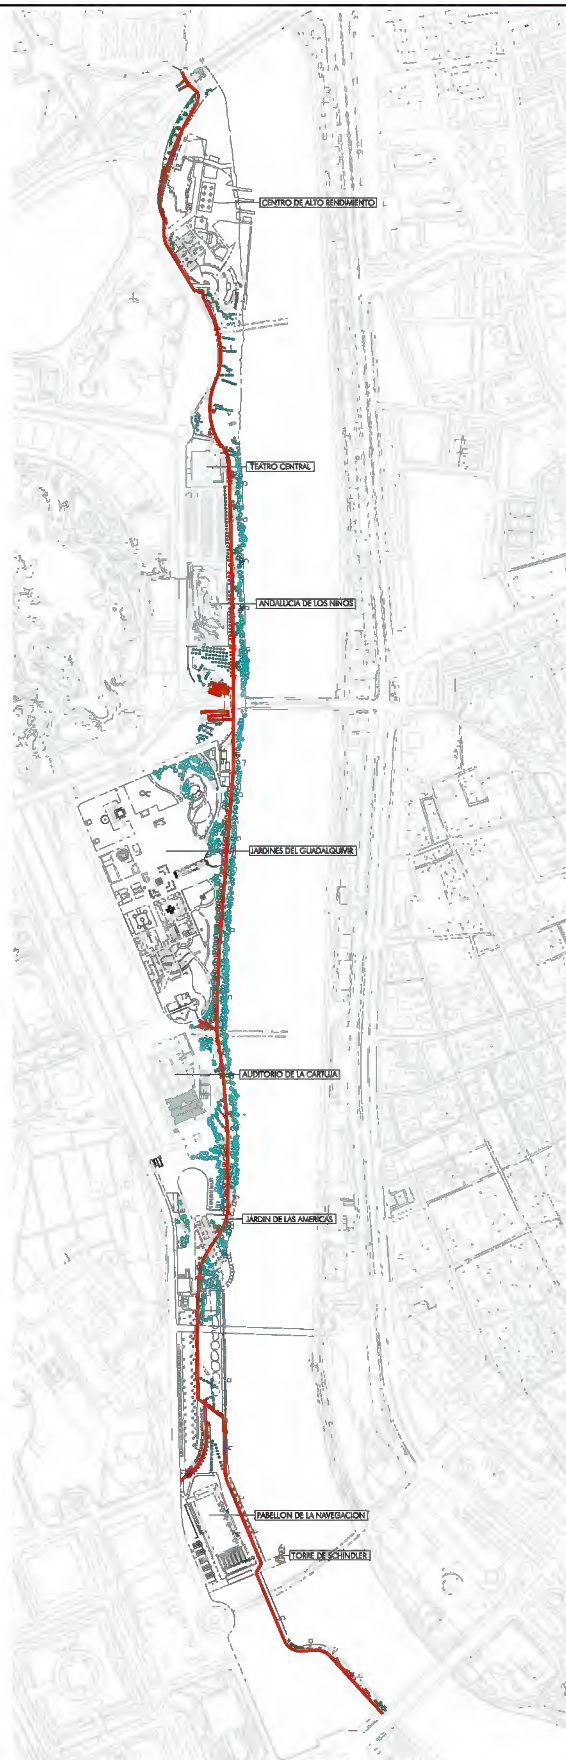 CENTRO DE ALTO RENDIMIENTO
TEATRO CENTRAL
ANDALUCIA DE LOS NIÑOS
JARDINES DEL GUADALQUIVIR
AUDITORIO DE LA CARTUJA
JARDIN DE LAS AMERICAS
PABELLON DE LA NAVEGACION
TORRE DE SCHINDLER